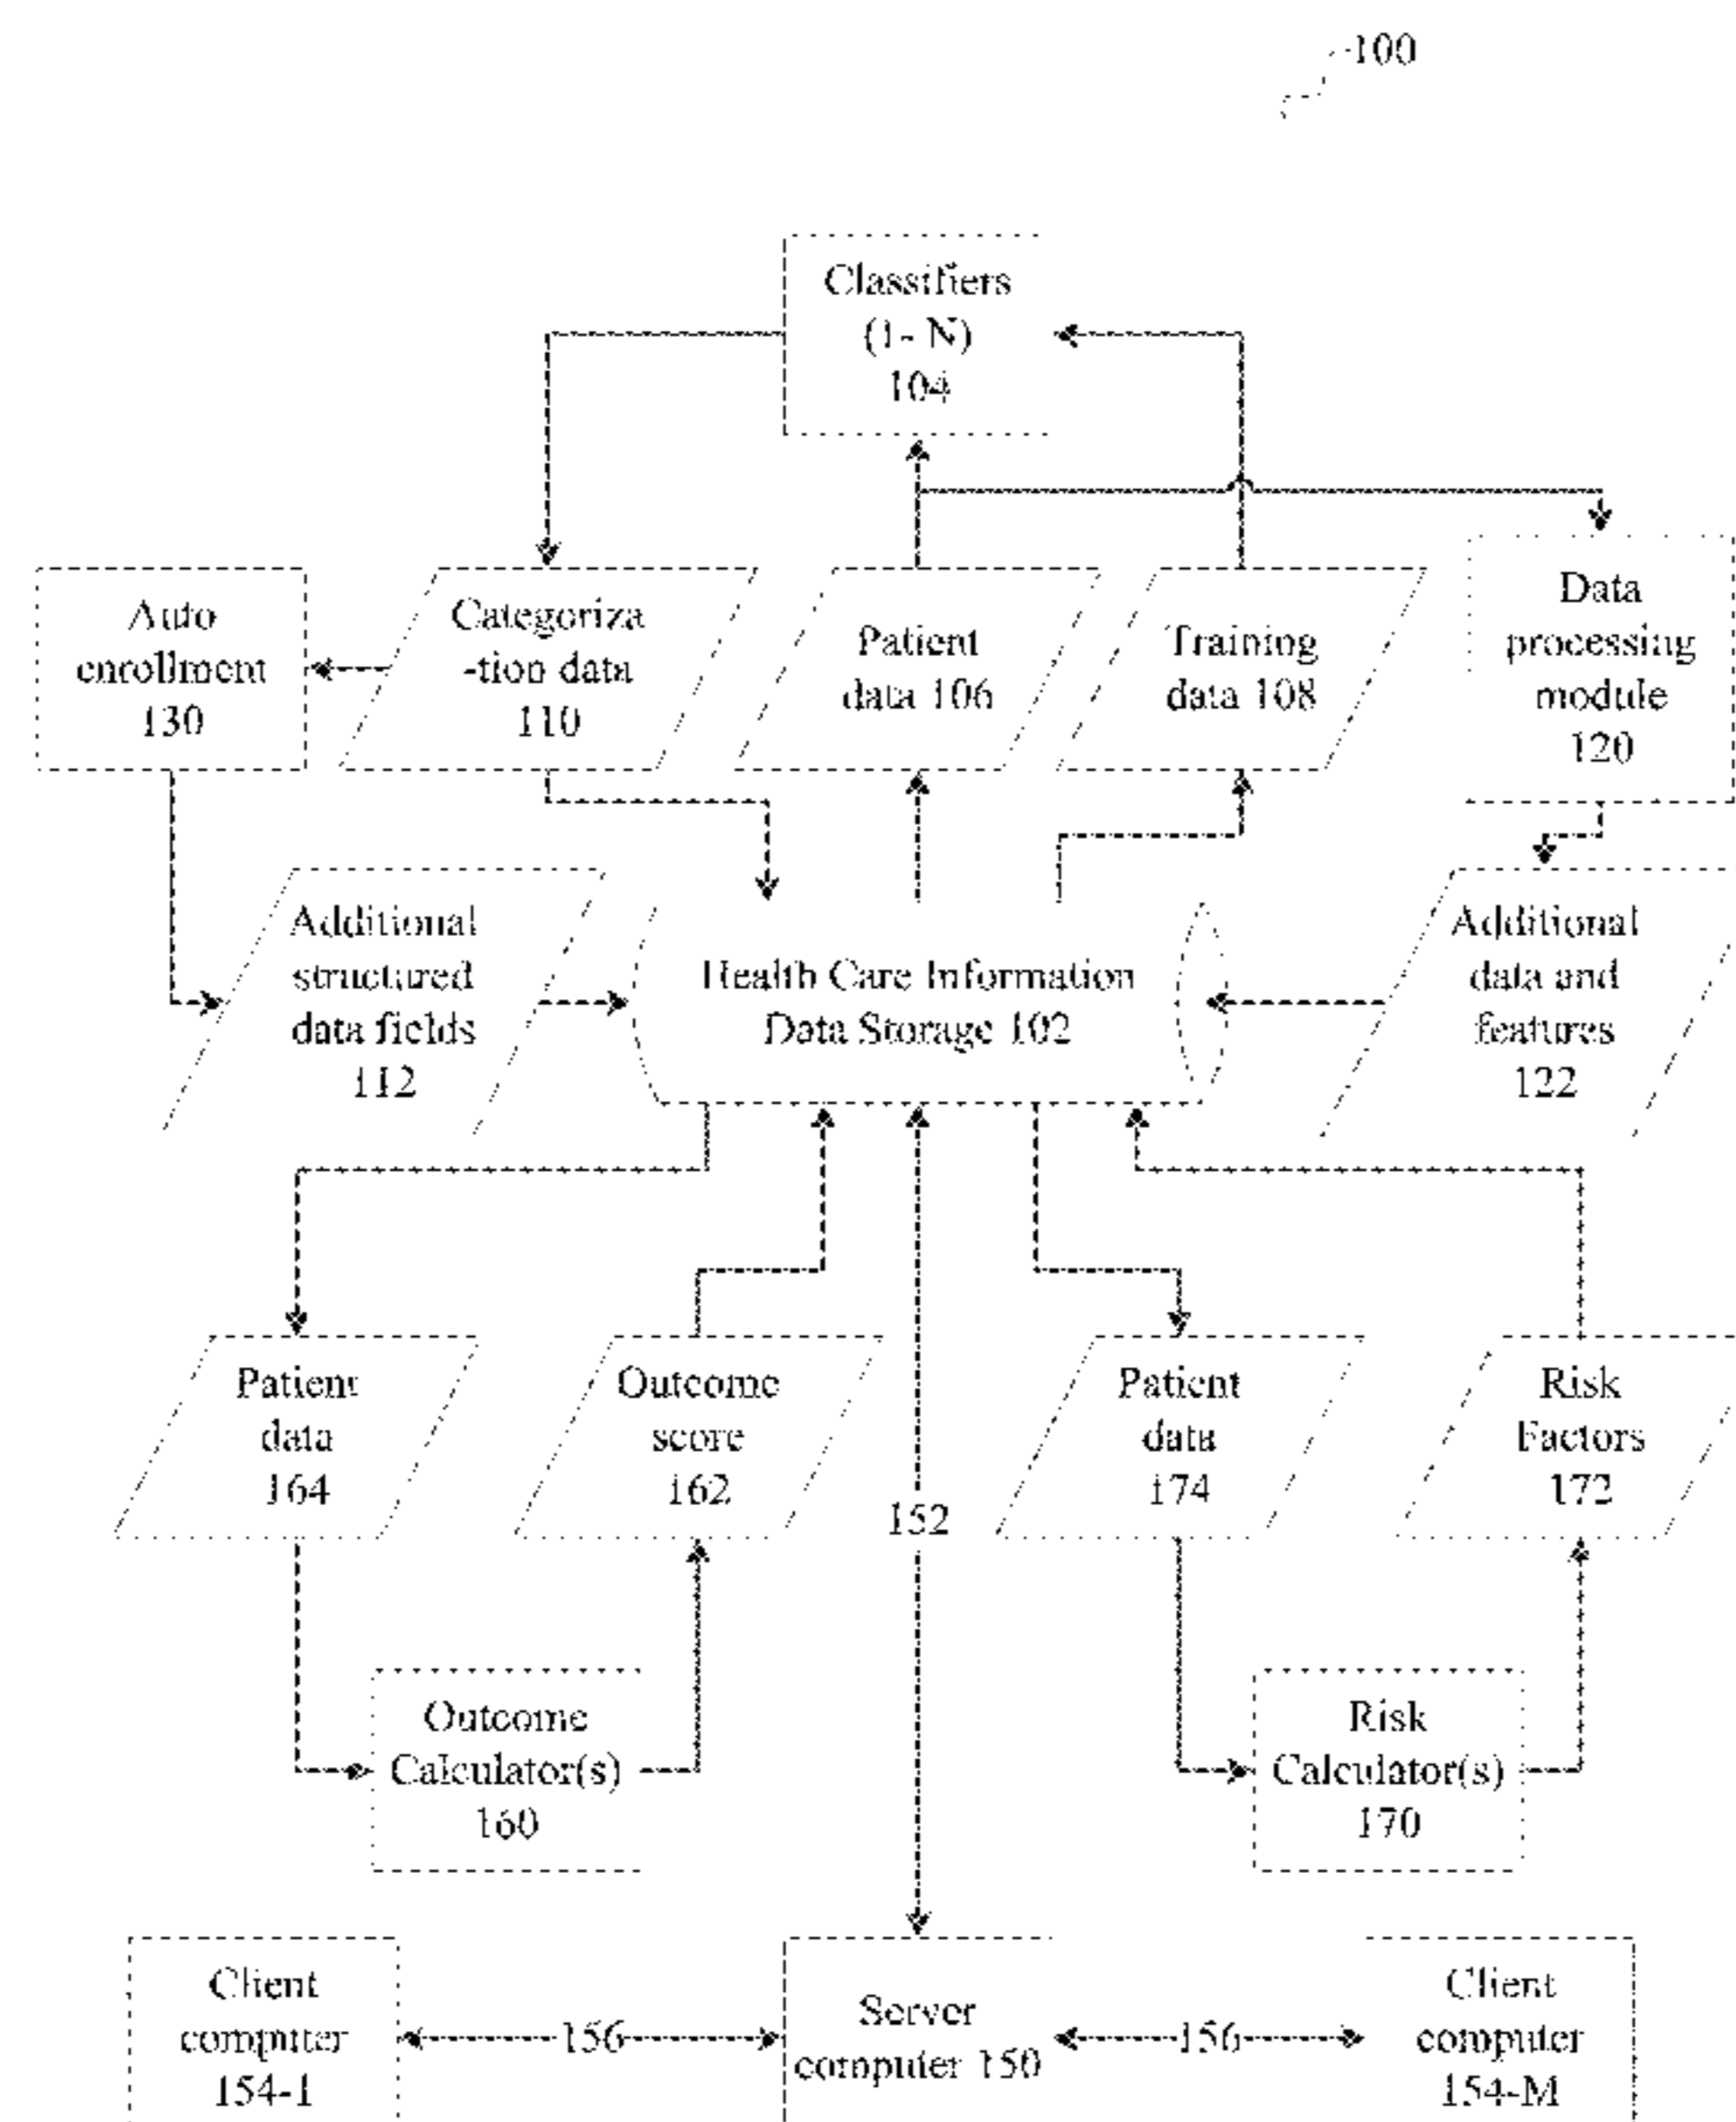 100
Classifiers
(1- N)
104
Auto
enrollment
130
Categoriza
-tion data
110
Patient
data 106
Training
data 108
Data
processing
module
120
Additional
structured
data fields
112
Health Care Information
Data Storage 102
Additional
data and
features
122
Patient
data
164
Outcome
score
162
152
Patient
data
174
Risk
Factors
172
Outcome
Calculator(s)
160
Risk
Calculator(s)
170
Client
computer
154-1
156
Server
computer 150
156
Client
computer
154-M